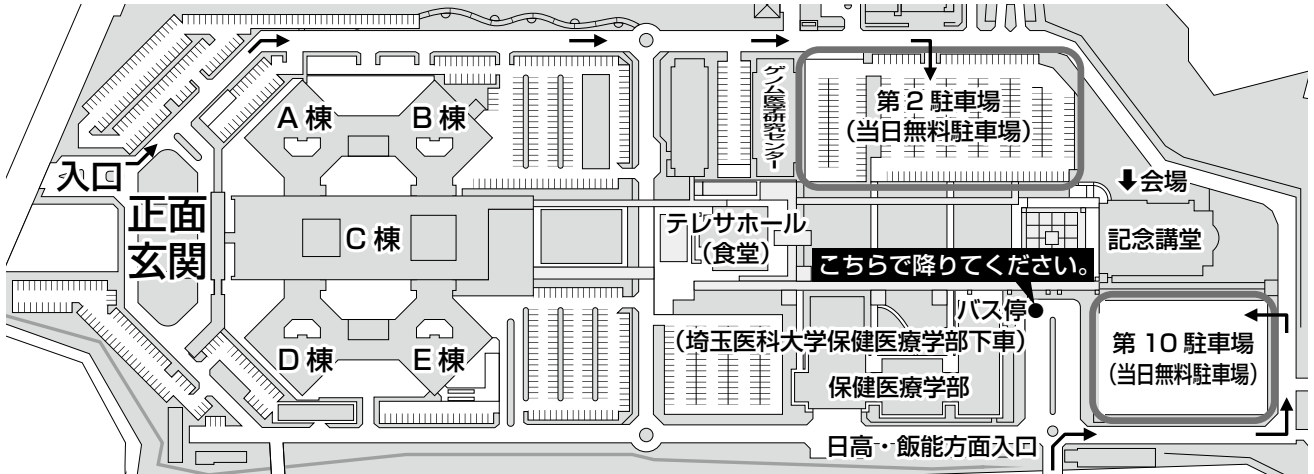 入口
正面
玄関
A 棟
B 棟
C 棟
D 棟
E 棟
ゲノム医学研究センター
第 2 駐車場
（当日無料駐車場）
テレサホール
（食堂）
⬇会場
記念講堂
こちらで降りてください。
バス停
（埼玉医科大学保健医療学部下車）
保健医療学部
第 10 駐車場
（当日無料駐車場）
日高・飯能方面入口